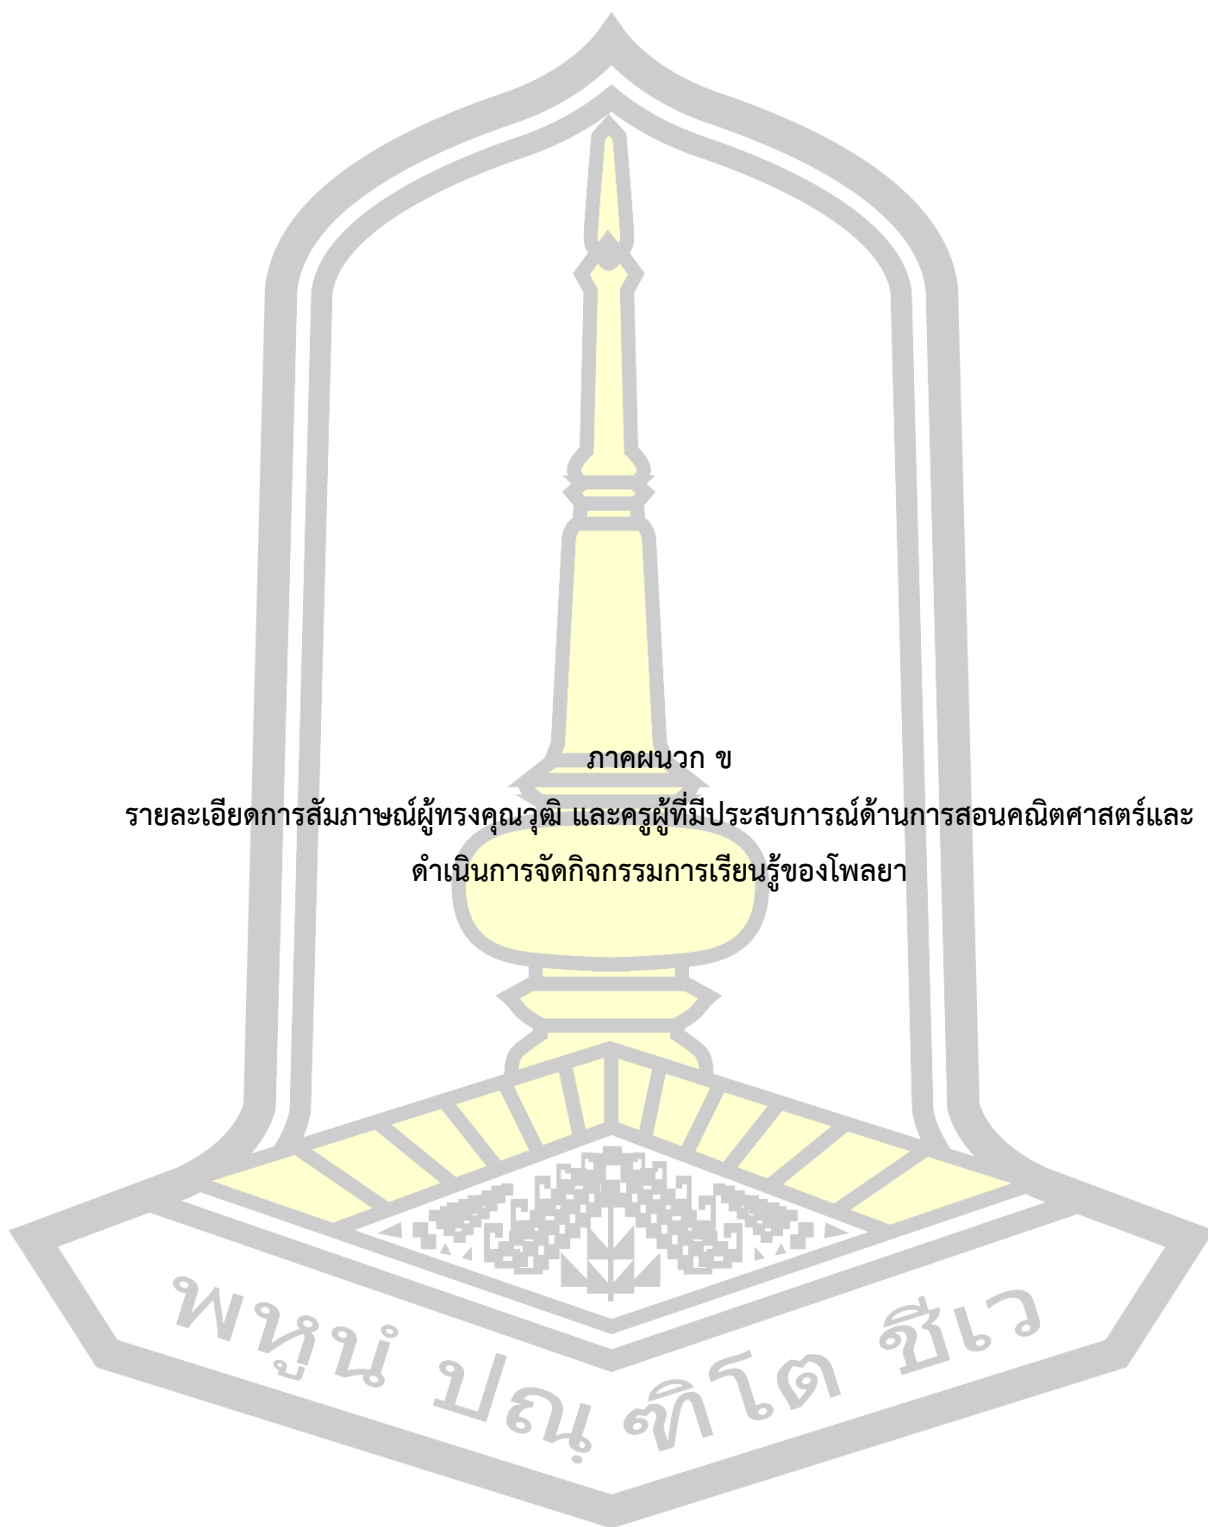 ภาคผนวก ข
รายละเอียดการสัมภาษณ์ผู้ทรงคุณวุฒิ และครูผู้ที่มีประสบการณ์ด้านการสอนคณิตศาสตร์และ
ดำเนินการจัดกิจกรรมการเรียนรู้ของโพลยา
พหูนํ ปณฺฑิโต ชีเว